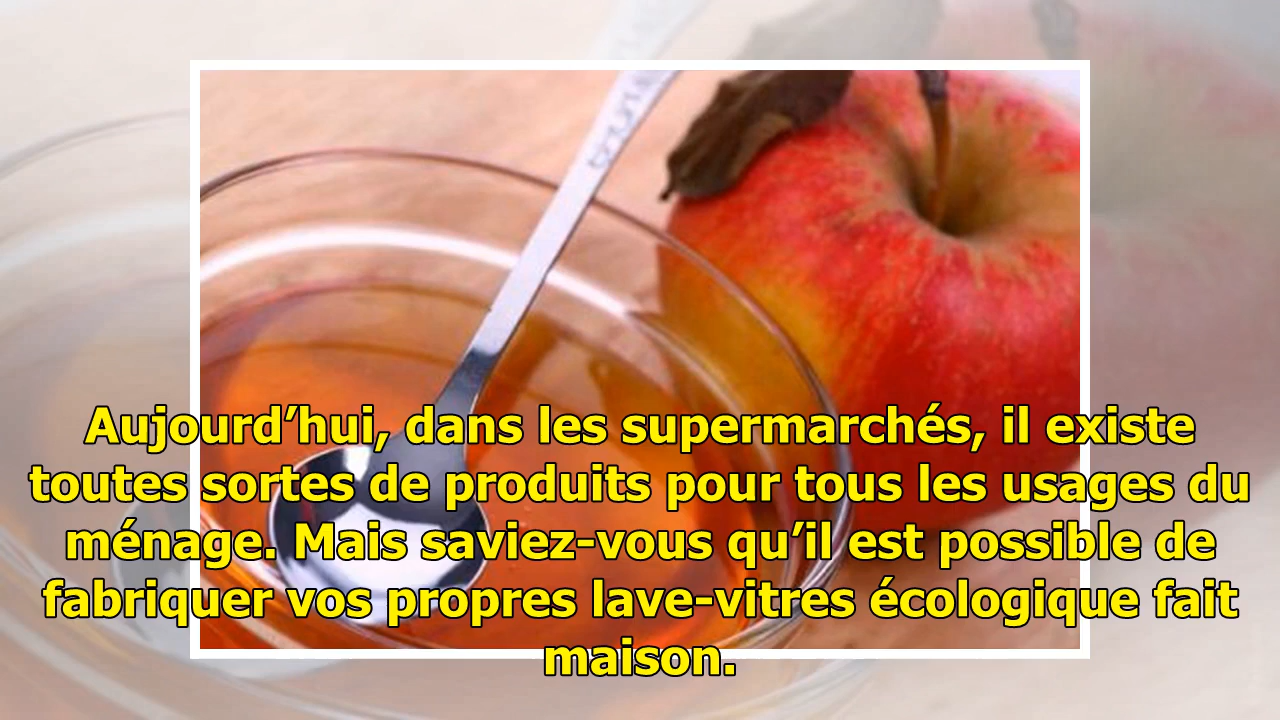 Aujourd’hui, dans les supermarchés, il existe
toutes sortes de produits pour tous les usages du
ménage. Mais saviez-vous qu’il est possible de
fabriquer vos propres lave-vitres écologique fait
maison.